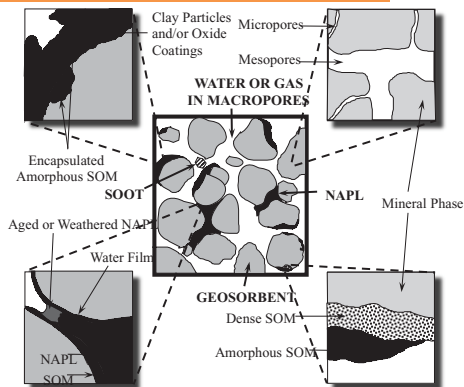 Clay Particles
and/or Oxide
Coatings
Micropores
Mesopores
WATER OR GAS
IN MACROPORES
Encapsulated
Amorphous SOM
SOOT
NAPL
Mineral Phase
Aged or Weathered NAPL
Water Film
GEOSORBENT
Dense SOM
Amorphous SOM
NAPL
SOM